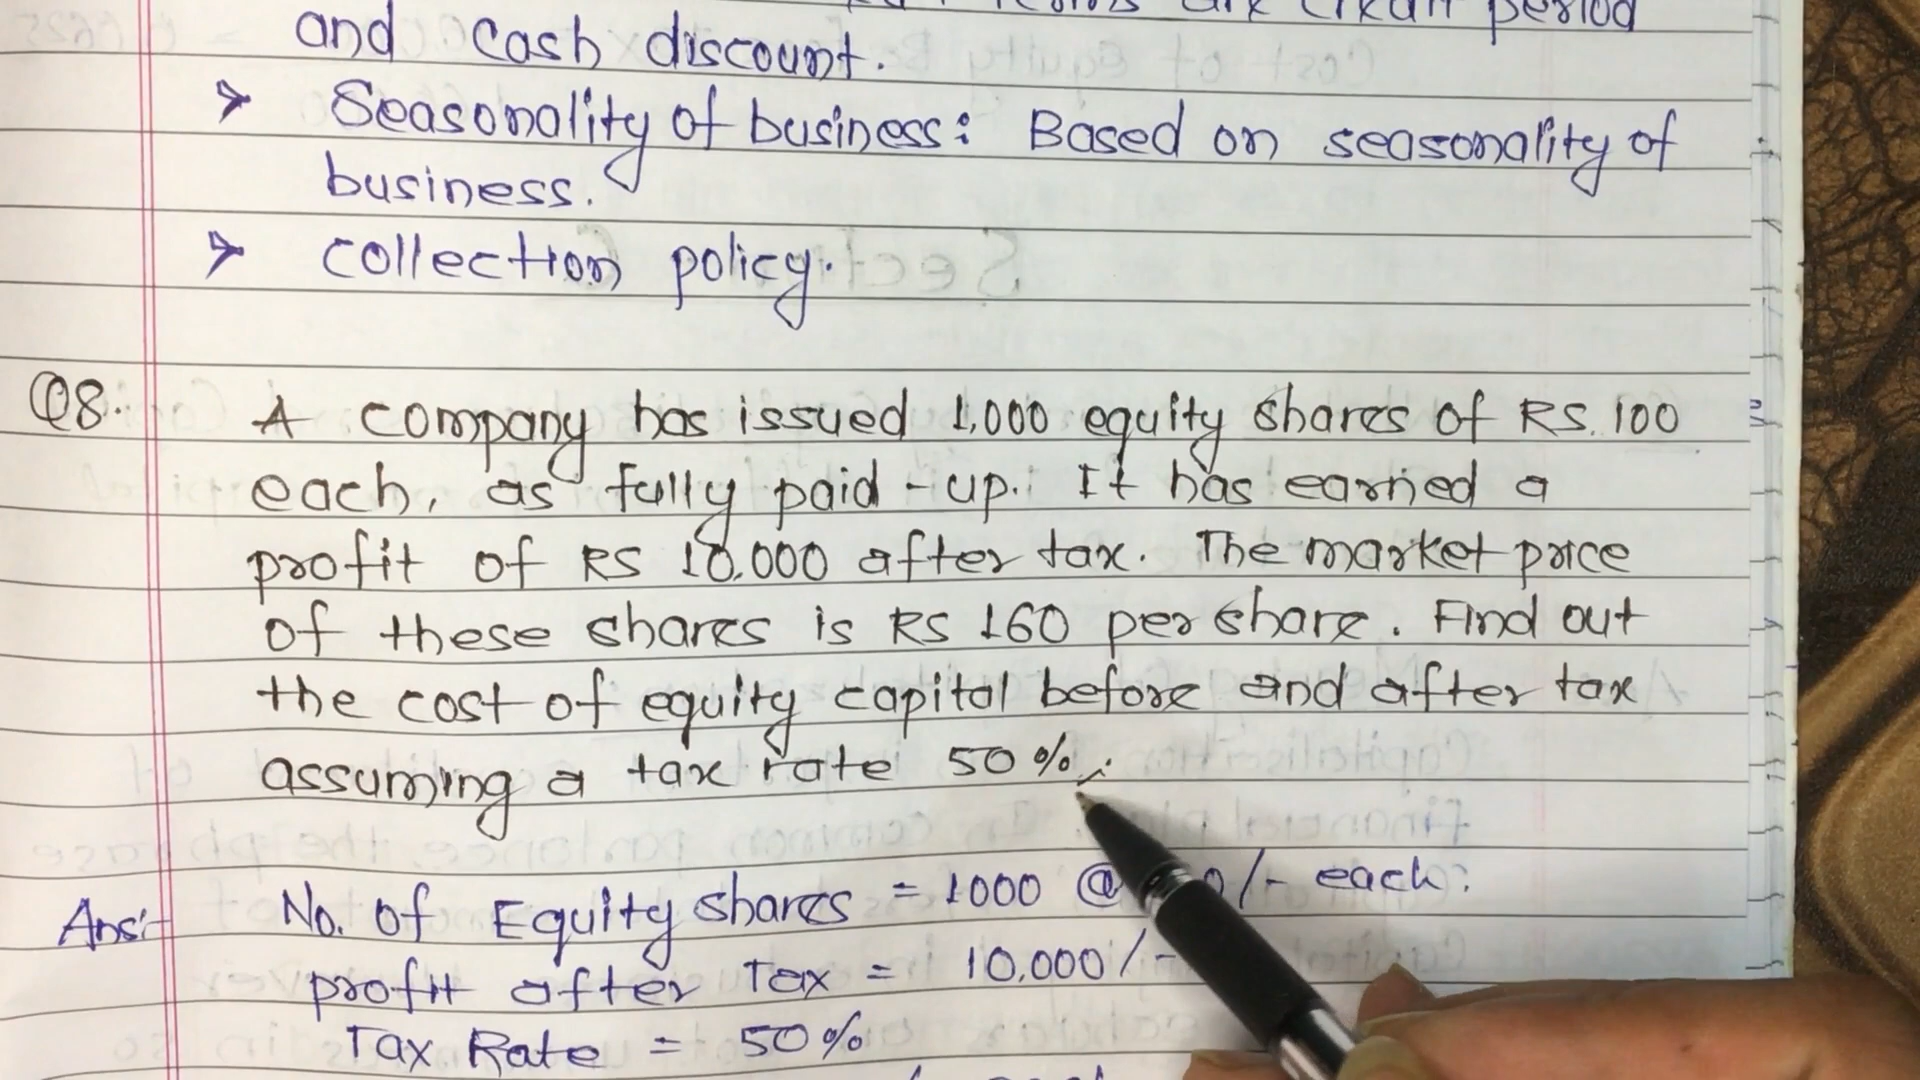 and cash discount.
➢ Seasonality of business: Based on seasonality of
business.
➢ collection policy.
Q8. A company has issued 1,000 equity shares of RS. 100
each, as fully paid-up. It has earned a
profit of RS 10,000 after tax. The market price
of these shares is RS 160 per share. Find out
the cost of equity capital before and after tax
assuming a tax rate 50%.
Ans:- No. of Equity shares = 1000 @ 0/- each.
profit after Tax = 10,000/-
Tax Rate = 50%